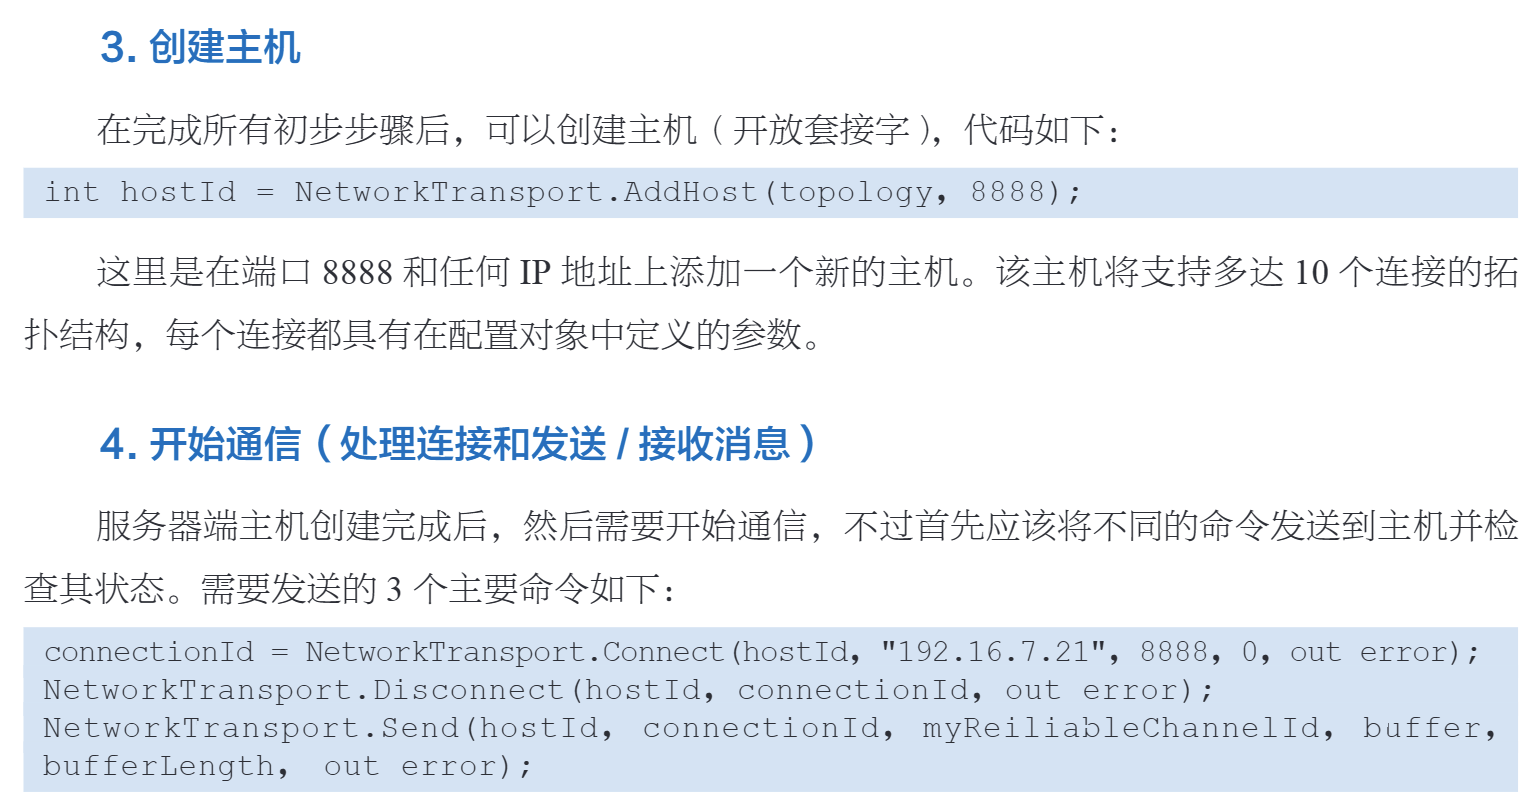 3. 创建主机
在完成所有初步步骤后，可以创建主机（开放套接字），代码如下：
int hostId = NetworkTransport.AddHost(topology, 8888);
这里是在端口 8888 和任何 IP 地址上添加一个新的主机。该主机将支持多达 10 个连接的拓
扑结构，每个连接都具有在配置对象中定义的参数。
4. 开始通信（处理连接和发送 / 接收消息）
服务器端主机创建完成后，然后需要开始通信，不过首先应该将不同的命令发送到主机并检
查其状态。需要发送的 3 个主要命令如下：
connectionId = NetworkTransport.Connect(hostId, "192.16.7.21", 8888, 0, out error);
NetworkTransport.Disconnect(hostId, connectionId, out error);
NetworkTransport.Send(hostId, connectionId, myReiliableChannelId, buffer,
bufferLength, out error);